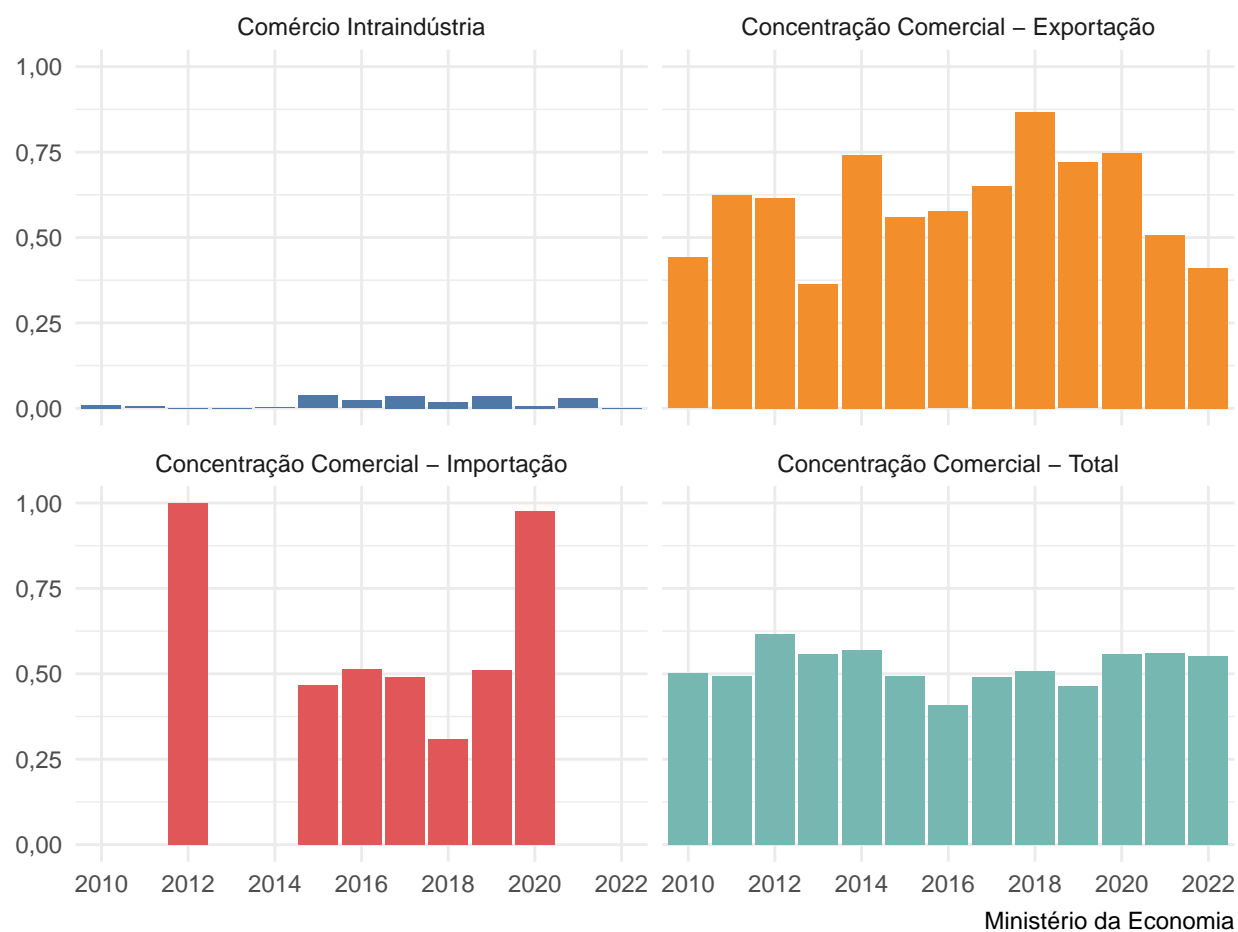 Comércio Intraindústria
Concentração Comercial – Exportação
1,00
0,75
0,50
0,25
0,00
Concentração Comercial – Importação
Concentração Comercial – Total
1,00
0,75
0,50
0,25
0,00
2010 2012 2014 2016 2018 2020 2022
2010 2012 2014 2016 2018 2020 2022
Ministério da Economia